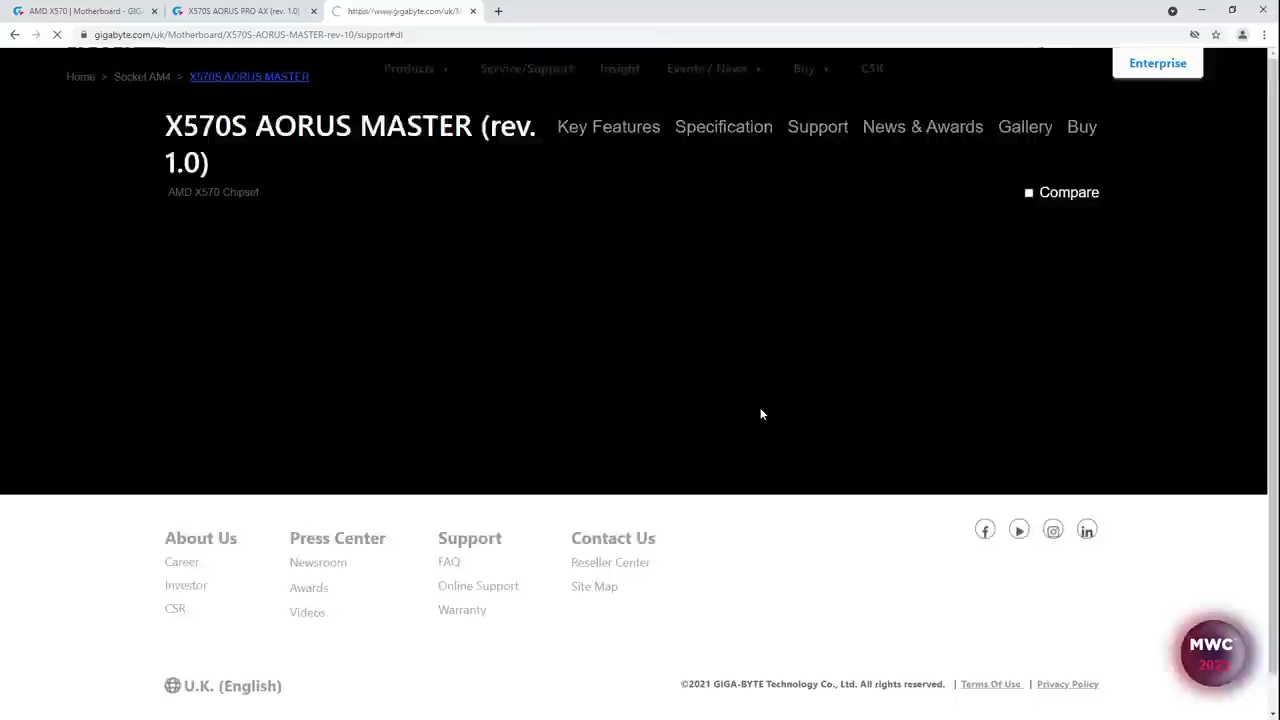 AMD X570 | Motherboard - GIG
X570S AORUS PRO AX (rev. 1.0)
https://www.gigabyte.com/uk/M
gigabyte.com/uk/Motherboard/X570S-AORUS-MASTER-rev-10/support#dl
Products
Service/Support
Insight
Events / News
Buy
CSR
Enterprise
Home > Socket AM4 > X570S AORUS MASTER
X570S AORUS MASTER (rev.
1.0)
Key Features Specification Support News & Awards Gallery Buy
AMD X570 Chipset
Compare
About Us
Career
Investor
CSR
Press Center
Newsroom
Awards
Videos
Support
FAQ
Online Support
Warranty
Contact Us
Reseller Center
Site Map
MWC
2021
U.K. (English)
©2021 GIGA-BYTE Technology Co., Ltd. All rights reserved. | Terms Of Use | Privacy Policy